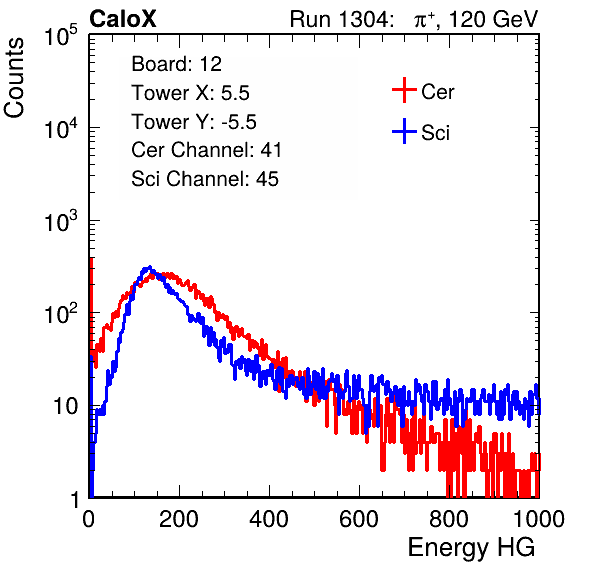 CaloX Run 1304: π⁺, 120 GeV
Counts
Board: 12
Tower X: 5.5
Tower Y: -5.5
Cer Channel: 41
Sci Channel: 45
Cer
Sci
10⁵
10⁴
10³
10²
10
1
0 200 400 600 800 1000
Energy HG